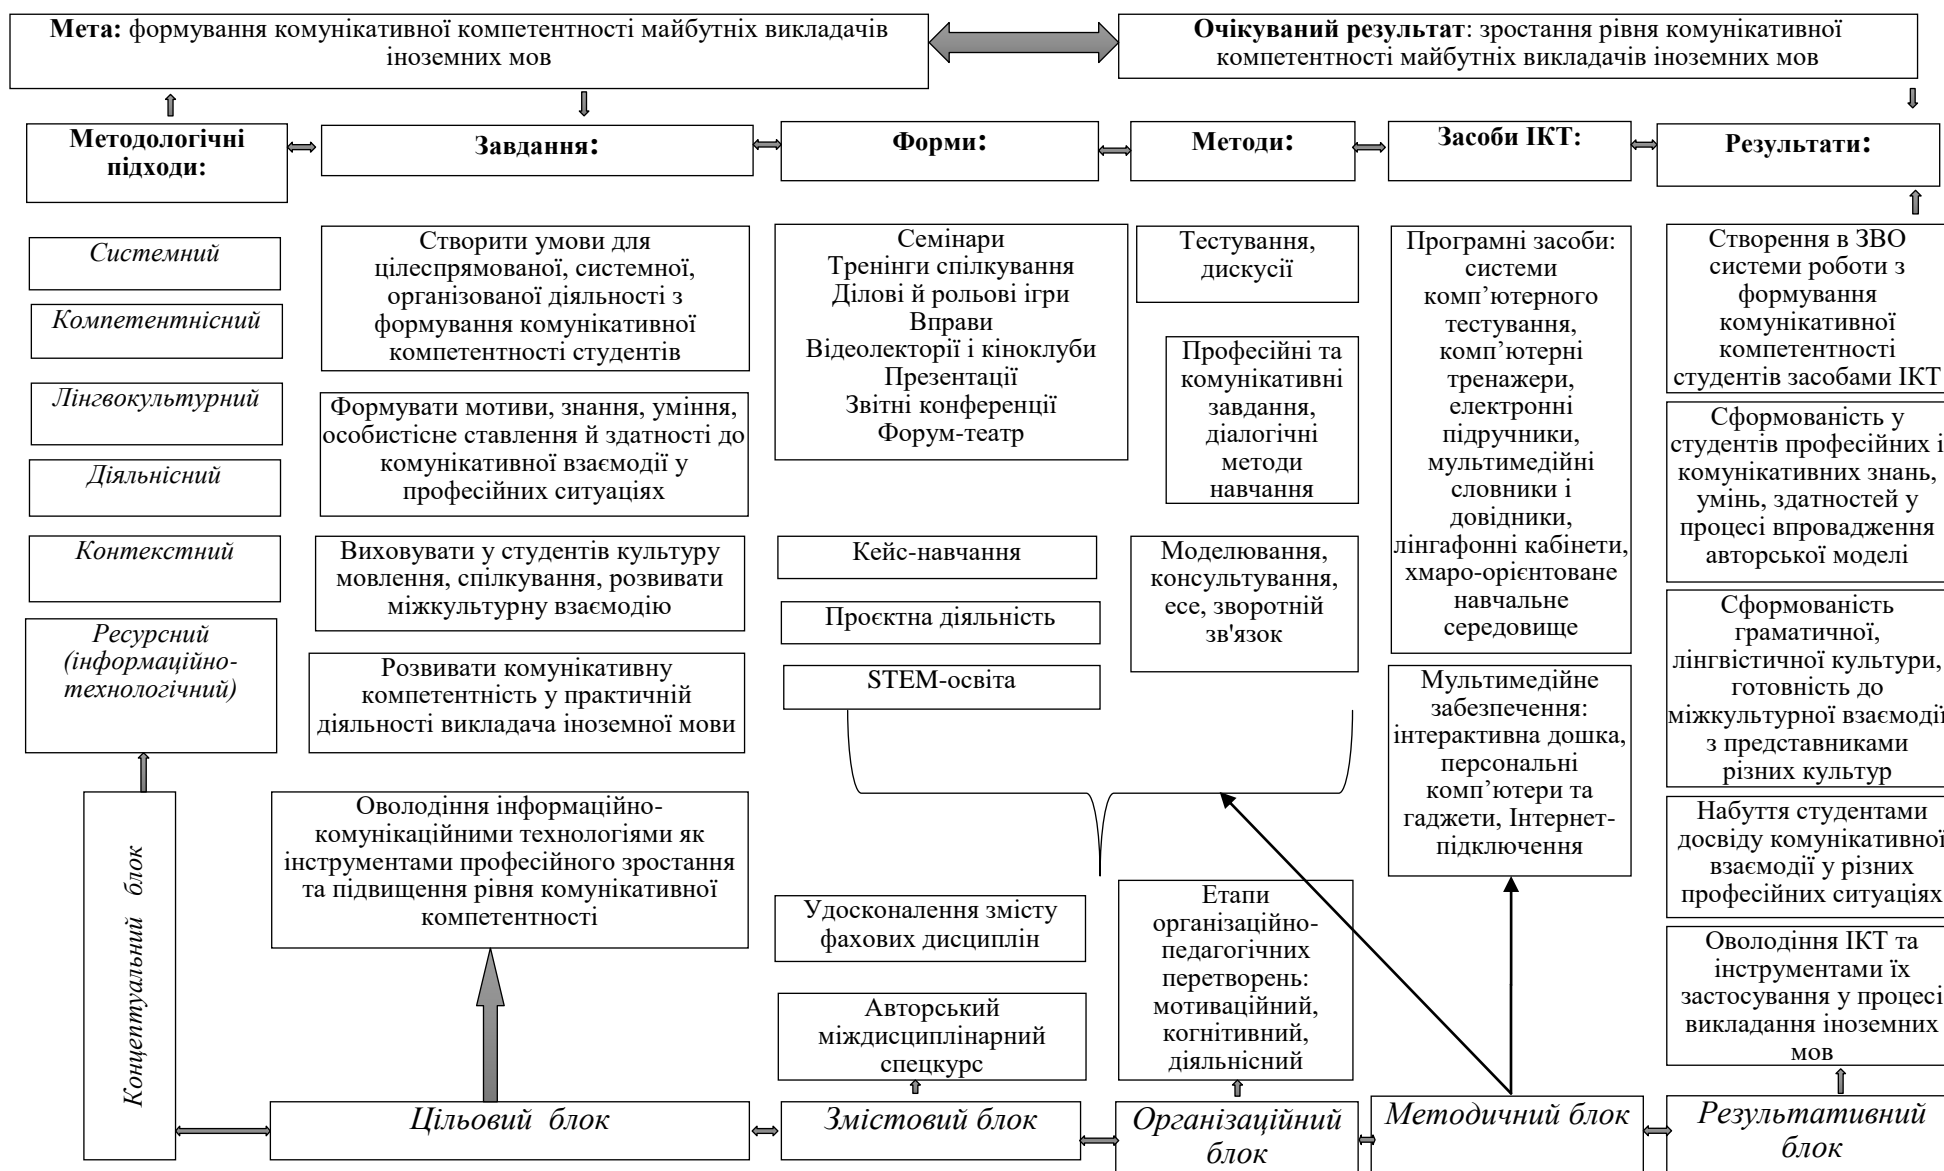 Мета: формування комунікативної компетентності майбутніх викладачів
іноземних мов
Очікуваний результат: зростання рівня комунікативної
компетентності майбутніх викладачів іноземних мов
Методологічні
підходи:
Завдання:
Форми:
Методи:
Засоби ІКТ:
Результати:
Системний
Компетентнісний
Лінгвокультурний
Діяльнісний
Контекстний
Ресурсний
(інформаційно-
технологічний)
Створити умови для
цілеспрямованої, системної,
організованої діяльності з
формування комунікативної
компетентності студентів
Формувати мотиви, знання, уміння,
особистісне ставлення й здатності до
комунікативної взаємодії у
професійних ситуаціях
Виховувати у студентів культуру
мовлення, спілкування, розвивати
міжкультурну взаємодію
Розвивати комунікативну
компетентність у практичній
діяльності викладача іноземної мови
Оволодіння інформаційно-
комунікаційними технологіями як
інструментами професійного зростання
та підвищення рівня комунікативної
компетентності
Семінари
Тренінги спілкування
Ділові й рольові ігри
Вправи
Відеолекторії і кіноклуби
Презентації
Звітні конференції
Форум-театр
Кейс-навчання
Проєктна діяльність
STEM-освіта
Удосконалення змісту
фахових дисциплін
Авторський
міждисциплінарний
спецкурс
Тестування,
дискусії
Професійні та
комунікативні
завдання,
діалогічні
методи
навчання
Моделювання,
консультування,
есе, зворотній
зв'язок
Етапи
організаційно-
педагогічних
перетворень:
мотиваційний,
когнітивний,
діяльнісний
Програмні засоби:
системи
комп’ютерного
тестування,
комп’ютерні
тренажери,
електронні
підручники,
мультимедійні
словники і
довідники,
лінгафонні кабінети,
хмаро-орієнтоване
навчальне
середовище
Мультимедійне
забезпечення:
інтерактивна дошка,
персональні
комп’ютери та
гаджети, Інтернет-
підключення
Створення в ЗВО
системи роботи з
формування
комунікативної
компетентності
студентів засобами ІКТ
Сформованість у
студентів професійних і
комунікативних знань,
умінь, здатностей у
процесі впровадження
авторської моделі
Сформованість
граматичної,
лінгвістичної культури,
готовність до
міжкультурної взаємодії
з представниками
різних культур
Набуття студентами
досвіду комунікативної
взаємодії у різних
професійних ситуаціях
Оволодіння ІКТ та
інструментами їх
застосування у процесі
викладання іноземних
мов
Концептуальний блок
Цільовий блок
Змістовий блок
Організаційний
блок
Методичний блок
Результативний
блок